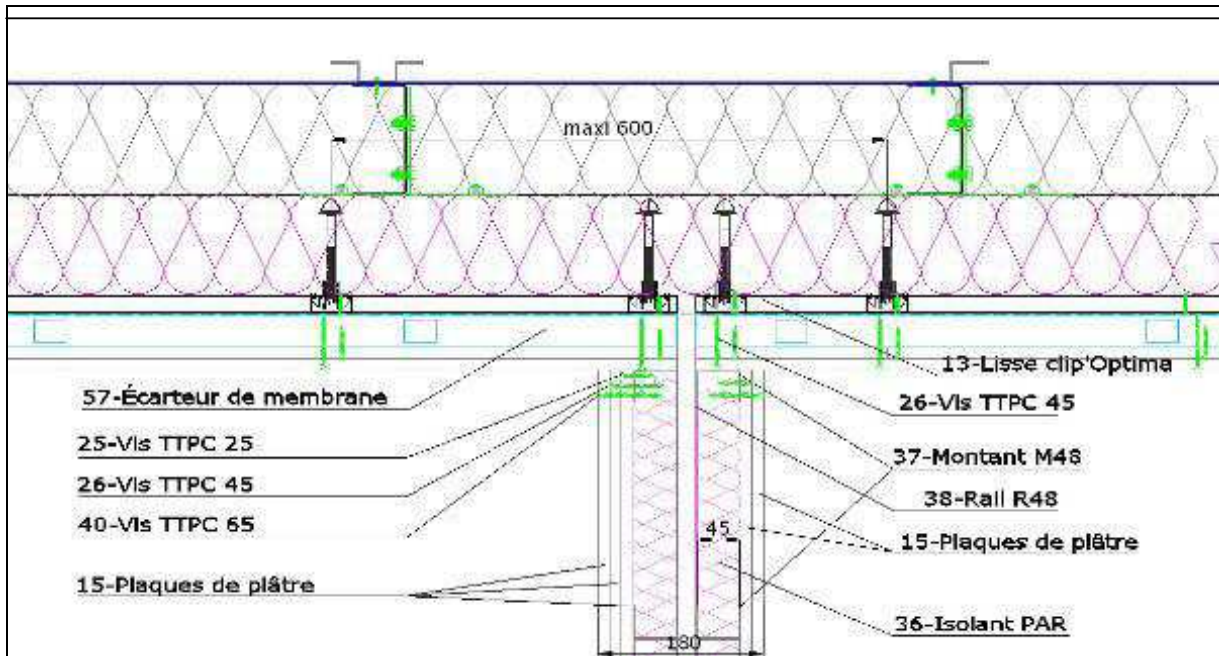 maxi 600
13-Lisse clip'Optima
57-Écarteur de membrane
26-Vis TTPC 45
25-Vis TTPC 25
37-Montant M48
26-Vis TTPC 45
38-Rail R48
40-Vis TTPC 65
45
15-Plaques de plâtre
15-Plaques de plâtre
36-Isolant PAR
180